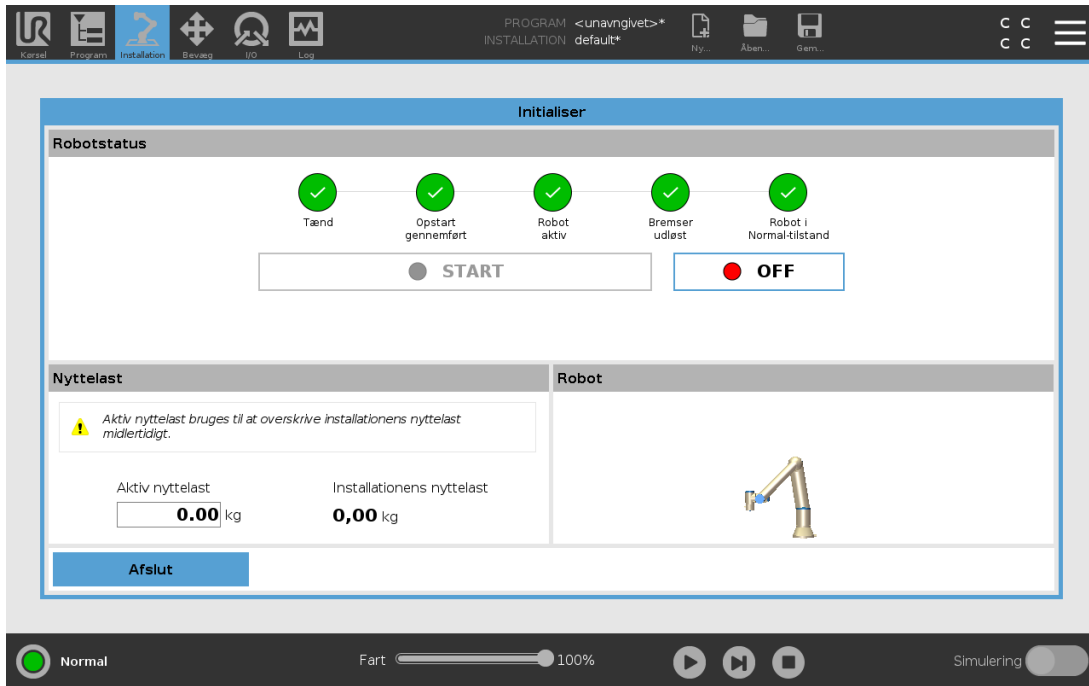 PROGRAM <unavngivet>*
INSTALLATION default*
Kørsel
Program
Installation
Bevæg
I/O
Log
Ny...
Åben...
Gem...
C C
C C
Initialiser
Robotstatus
Tænd
Opstart
gennemført
Robot
aktiv
Bremser
udløst
Robot i
Normal-tilstand
START
OFF
Nyttelast
Aktiv nyttelast bruges til at overskrive installationens nyttelast
midlertidigt.
Aktiv nyttelast
0.00 kg
Installationens nyttelast
0,00 kg
Robot
Afslut
Normal
Fart
100%
Simulering